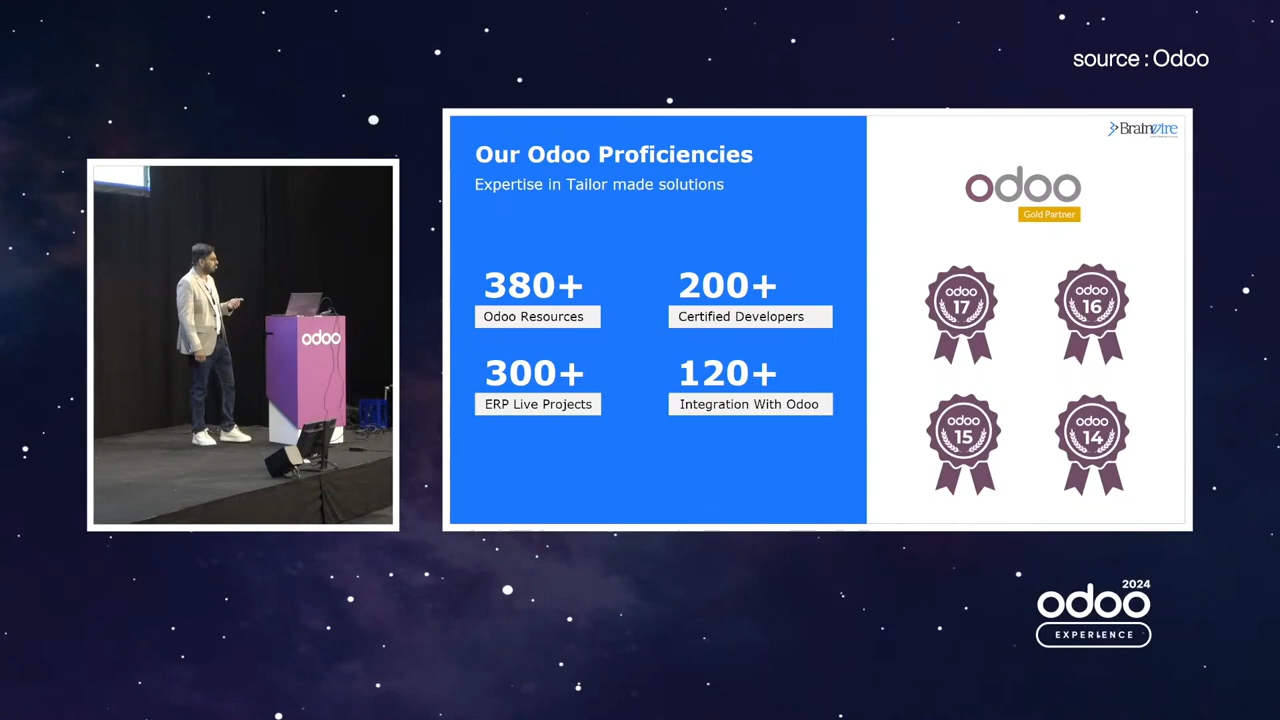 source : Odoo
Our Odoo Proficiencies
Expertise in Tailor made solutions
380+
Odoo Resources
200+
Certified Developers
300+
ERP Live Projects
120+
Integration With Odoo
Brainvire
odoo
Gold Partner
odoo
17
odoo
16
odoo
15
odoo
14
odoo
2024
odoo
EXPERIENCE